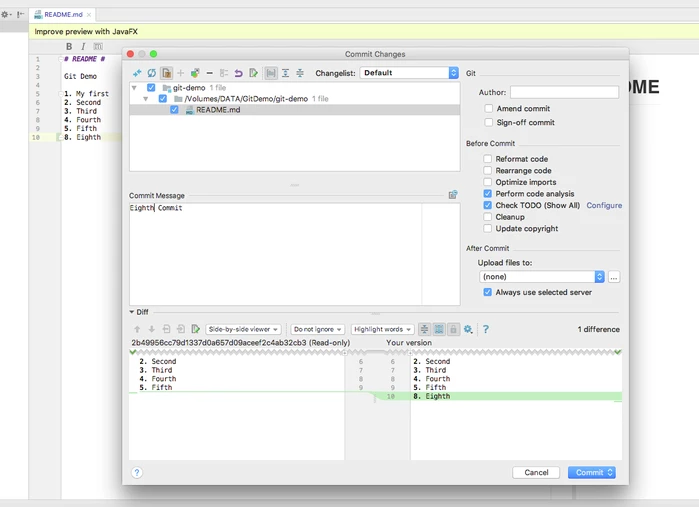 README.md
Improve preview with JavaFX
B I
1 # README #
2
3 Git Demo
4
5 1. My first
6 2. Second
7 3. Third
8 4. Fourth
9 5. Fifth
10 8. Eighth
ME
Commit Changes
Changelist: Default
git-demo 1 file
/Volumes/DATA/GitDemo/git-demo 1 file
README.md
Commit Message
Eighth Commit
Git
Author:
Amend commit
Sign-off commit
Before Commit
Reformat code
Rearrange code
Optimize imports
Perform code analysis
Check TODO (Show All) Configure
Cleanup
Update copyright
After Commit
Upload files to:
(none) ...
Always use selected server
Diff
Side-by-side viewer Do not ignore Highlight words ? 1 difference
2b49956cc79d1337d0a657d09aceef2c4ab32cb3 (Read-only) Your version
2. Second 6 6 2. Second
3. Third 7 7 3. Third
4. Fourth 8 8 4. Fourth
5. Fifth 9 9 5. Fifth
10 8. Eighth
? Cancel Commit